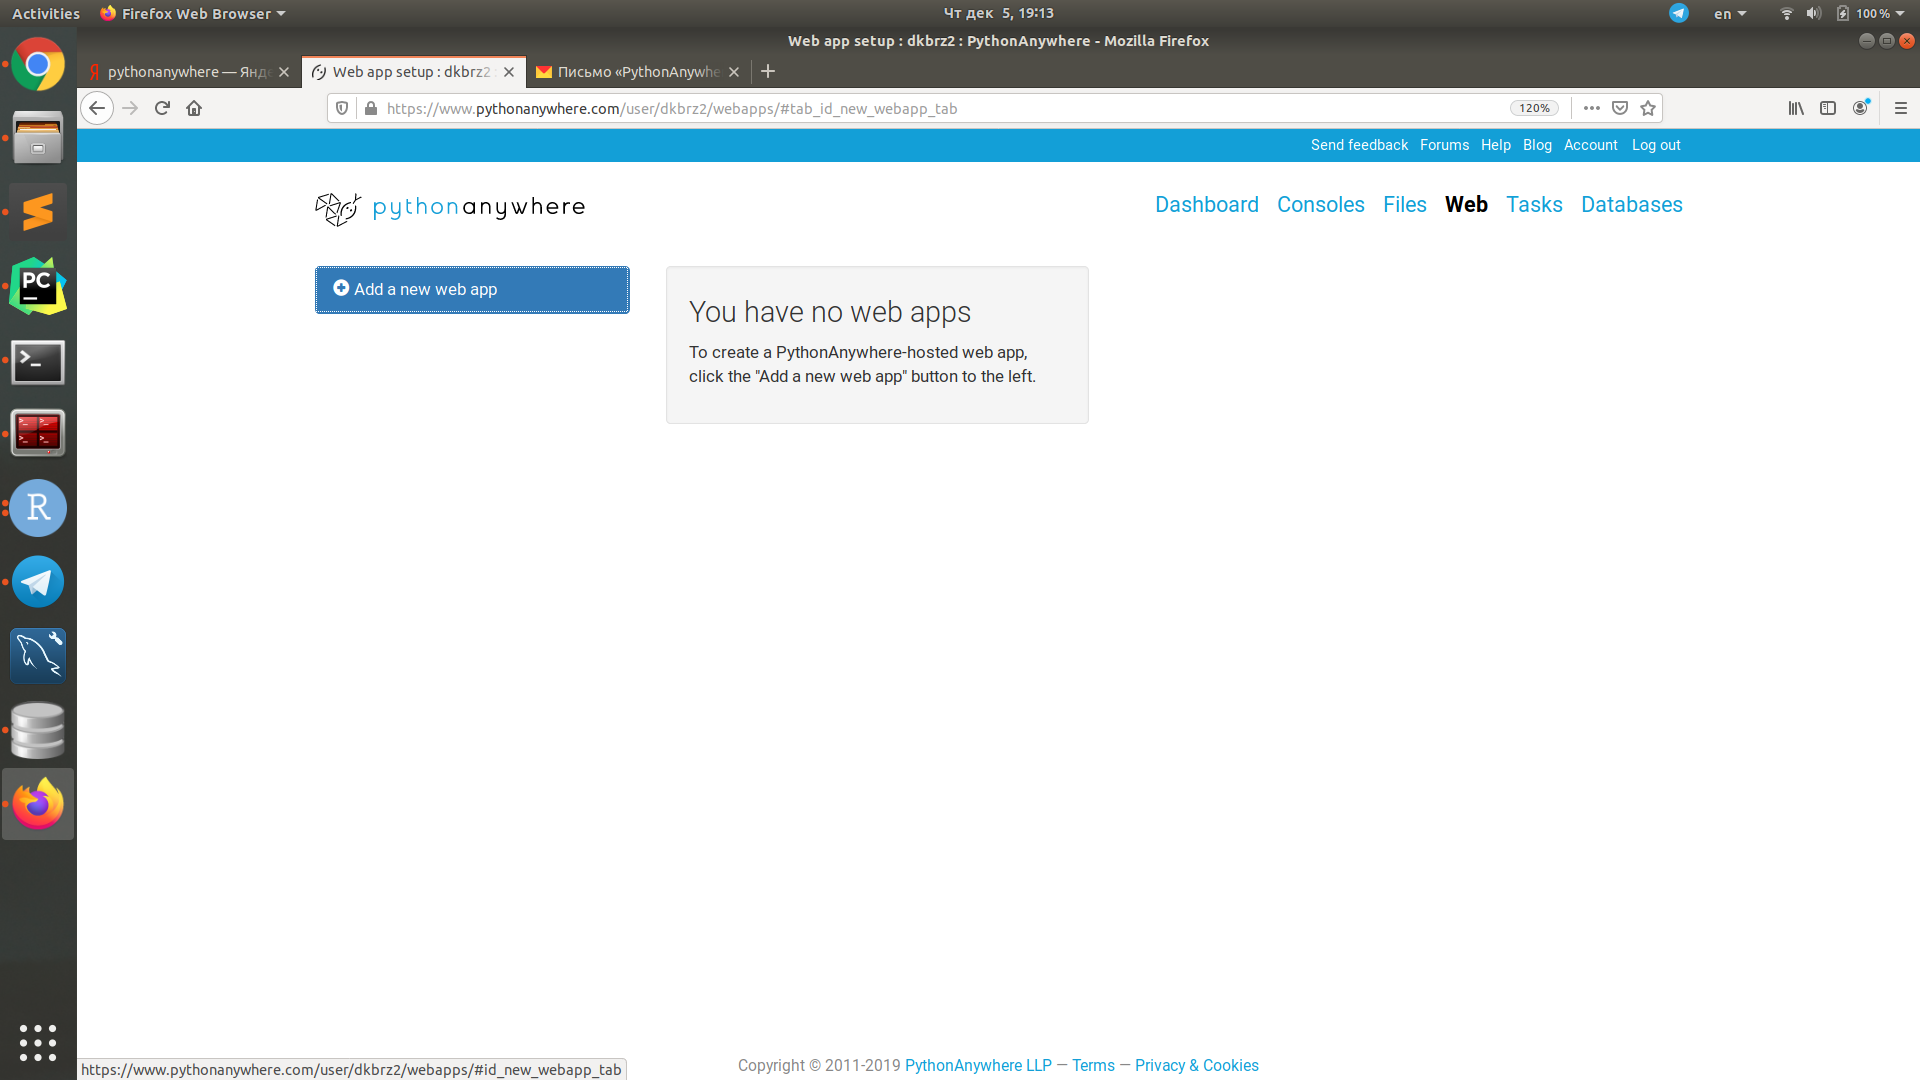 Activities Firefox Web Browser Чт дек 5, 19:13 en 100 %
Web app setup : dkbrz2 : PythonAnywhere - Mozilla Firefox
pythonanywhere — Янде Web app setup : dkbrz2 : Письмо «PythonAnywhe
https://www.pythonanywhere.com/user/dkbrz2/webapps/#tab_id_new_webapp_tab 120%
Send feedback Forums Help Blog Account Log out
pythonanywhere Dashboard Consoles Files Web Tasks Databases
Add a new web app
You have no web apps
To create a PythonAnywhere-hosted web app,
click the "Add a new web app" button to the left.
PC
R
Copyright © 2011-2019 PythonAnywhere LLP — Terms — Privacy & Cookies
https://www.pythonanywhere.com/user/dkbrz2/webapps/#id_new_webapp_tab